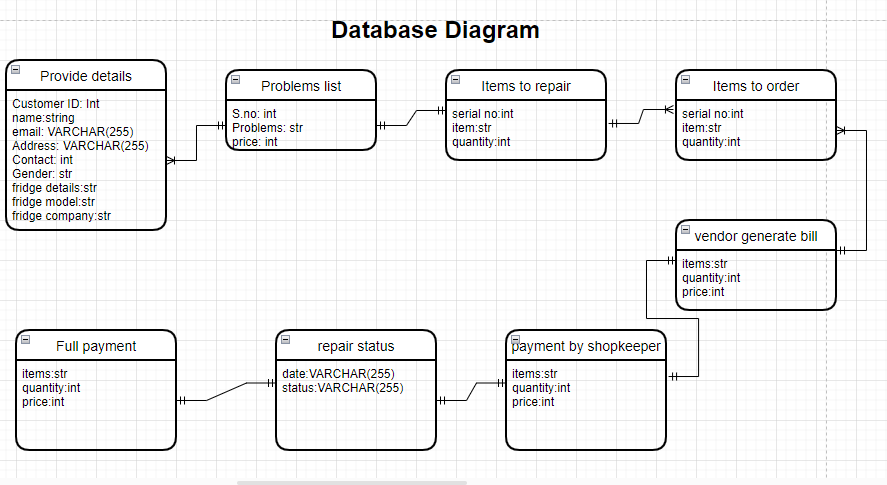 Database Diagram
Provide details
Customer ID: Int
name:string
email: VARCHAR(255)
Address: VARCHAR(255)
Contact: int
Gender: str
fridge details:str
fridge model:str
fridge company:str
Problems list
S.no: int
Problems: str
price: int
Items to repair
serial no:int
item:str
quantity:int
Items to order
serial no:int
item:str
quantity:int
vendor generate bill
items:str
quantity:int
price:int
Full payment
items:str
quantity:int
price:int
repair status
date:VARCHAR(255)
status:VARCHAR(255)
payment by shopkeeper
items:str
quantity:int
price:int